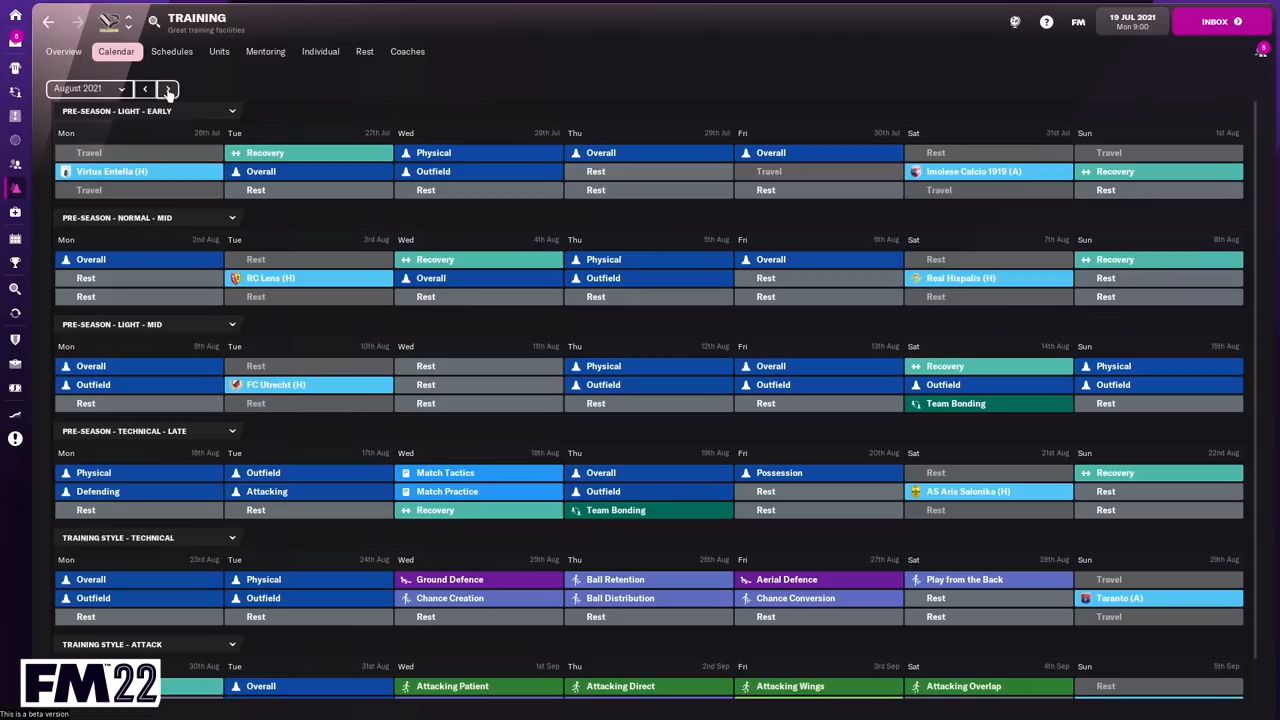 TRAINING
Great training facilities
FM
19 JUL 2021
Mon 9:00
INBOX
6
5
Overview Calendar Schedules Units Mentoring Individual Rest Coaches
August 2021
PRE-SEASON - LIGHT - EARLY
Mon 26th Jul Tue 27th Jul Wed 28th Jul Thu 29th Jul Fri 30th Jul Sat 31st Jul Sun 1st Aug
Travel Recovery Physical Overall Overall Rest Travel
Virtus Entella (H) Overall Outfield Rest Travel Imolese Calcio 1919 (A) Recovery
Travel Rest Rest Rest Rest Travel Rest
PRE-SEASON - NORMAL - MID
Mon 2nd Aug Tue 3rd Aug Wed 4th Aug Thu 5th Aug Fri 6th Aug Sat 7th Aug Sun 8th Aug
Overall Rest Recovery Physical Overall Rest Recovery
Rest RC Lens (H) Overall Outfield Rest Real Hispalis (H) Rest
Rest Rest Rest Rest Rest Rest Rest
PRE-SEASON - LIGHT - MID
Mon 9th Aug Tue 10th Aug Wed 11th Aug Thu 12th Aug Fri 13th Aug Sat 14th Aug Sun 15th Aug
Overall Rest Rest Physical Overall Recovery Physical
Outfield FC Utrecht (H) Rest Outfield Outfield Outfield Outfield
Rest Rest Rest Rest Rest Team Bonding Rest
PRE-SEASON - TECHNICAL - LATE
Mon 16th Aug Tue 17th Aug Wed 18th Aug Thu 19th Aug Fri 20th Aug Sat 21st Aug Sun 22nd Aug
Physical Outfield Match Tactics Overall Possession Rest Recovery
Defending Attacking Match Practice Outfield Rest AS Aris Salonika (H) Rest
Rest Rest Recovery Team Bonding Rest Rest Rest
TRAINING STYLE - TECHNICAL
Mon 23rd Aug Tue 24th Aug Wed 25th Aug Thu 26th Aug Fri 27th Aug Sat 28th Aug Sun 29th Aug
Overall Physical Ground Defence Ball Retention Aerial Defence Play from the Back Travel
Outfield Outfield Chance Creation Ball Distribution Chance Conversion Rest Taranto (A)
Rest Rest Rest Rest Rest Rest Travel
TRAINING STYLE - ATTACK
30th Aug Tue 31st Aug Wed 1st Sep Thu 2nd Sep Fri 3rd Sep Sat 4th Sep Sun 5th Sep
Overall Attacking Patient Attacking Direct Attacking Wings Attacking Overlap Rest
FM22
This is a beta version